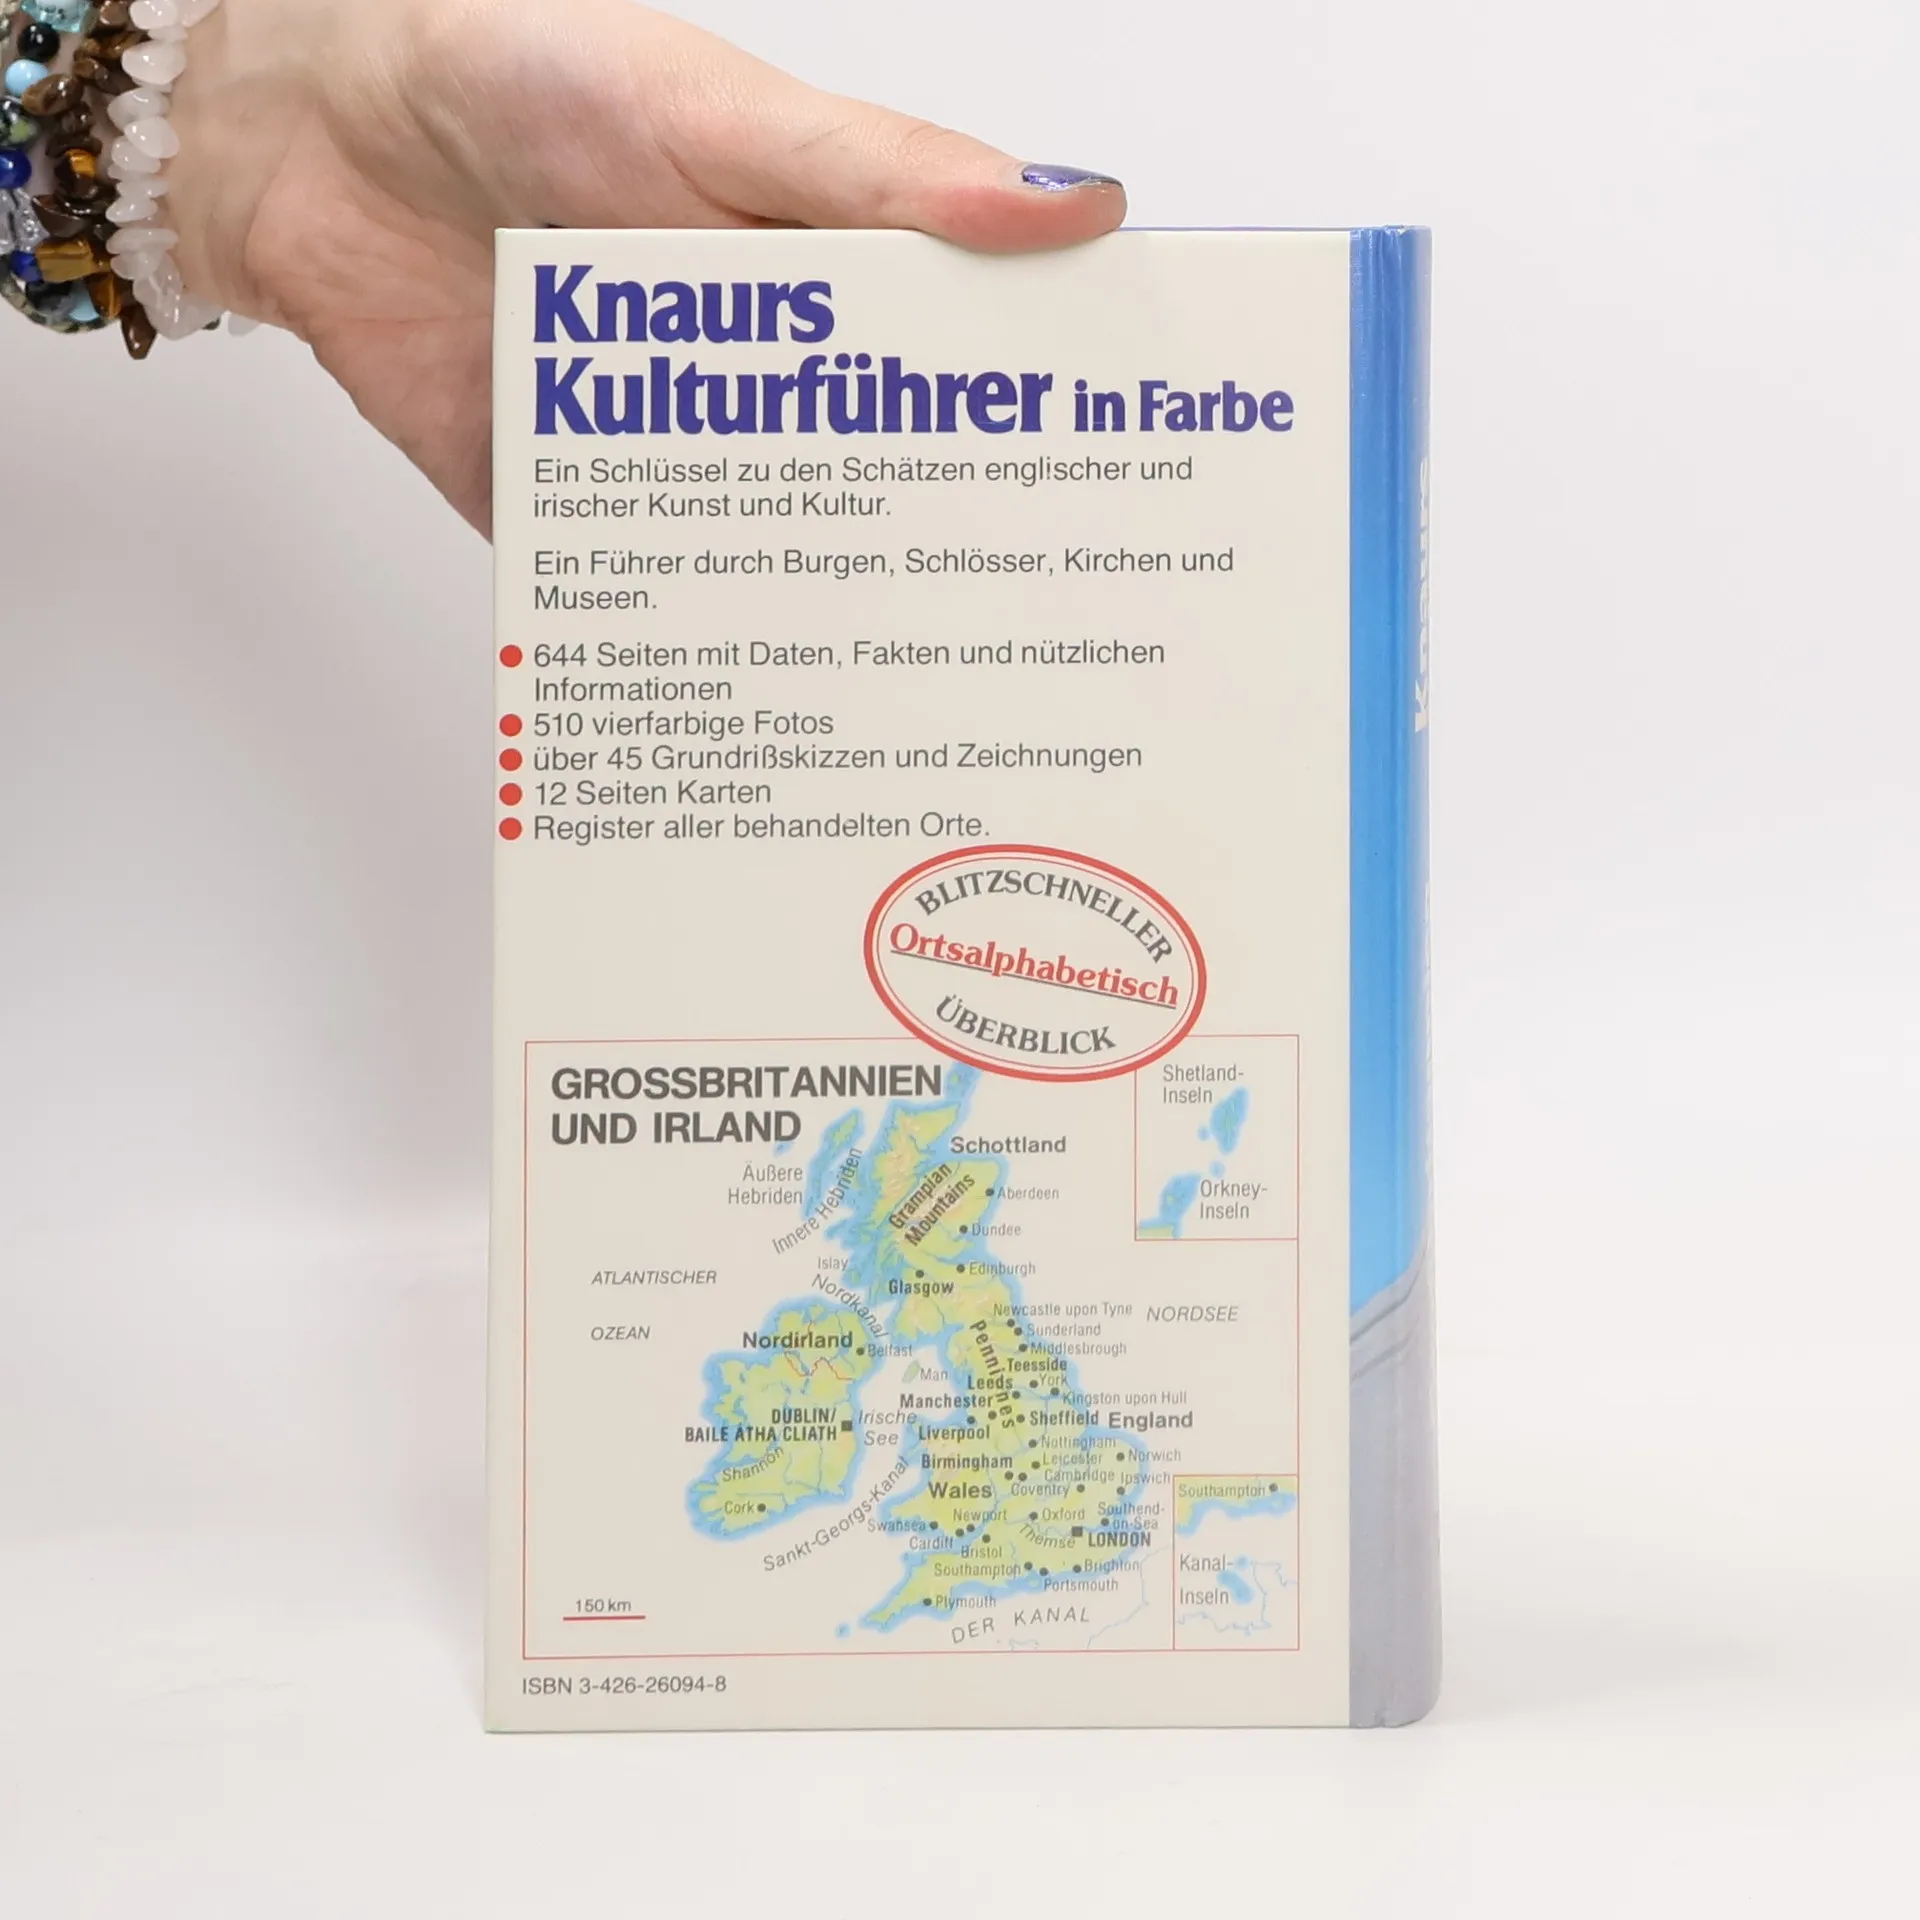 Knaurs
Kulturführer in Farbe
Ein Schlüssel zu den Schätzen englischer und
irischer Kunst und Kultur.
Ein Führer durch Burgen, Schlösser, Kirchen und
Museen.
644 Seiten mit Daten, Fakten und nützlichen
Informationen
510 vierfarbige Fotos
über 45 Grundrißskizzen und Zeichnungen
12 Seiten Karten
Register aller behandelten Orte.
BLITZSCHNELLER
Ortsalphabetisch
ÜBERBLICK
GROSSBRITANNIEN
UND IRLAND
Shetland-
Inseln
Orkney-
Inseln
Schottland
Äußere
Hebriden
Innere Hebriden
Grampian
Mountains
Aberdeen
Dundee
Islay
Edinburgh
Glasgow
ATLANTISCHER
OZEAN
Nordkanal
Newcastle upon Tyne
NORDSEE
Sunderland
Nordirland
Belfast
Middlesbrough
Pennines
Teesside
Man
Leeds
York
Manchester
Kingston upon Hull
DUBLIN/
BAILE ATHA CLIATH
Irische
See
Sheffield
England
Liverpool
Nottingham
Shannon
Birmingham
Leicester
Norwich
Cambridge
Ipswich
Wales
Coventry
Cork
Sankt-Georgs-Kanal
Swansea
Newport
Oxford
Southend-
on-Sea
Themse
LONDON
Cardiff
Bristol
Southampton
Brighton
Portsmouth
Plymouth
DER KANAL
Southampton
Kanal-
Inseln
150 km
ISBN 3-426-26094-8
Knaurs